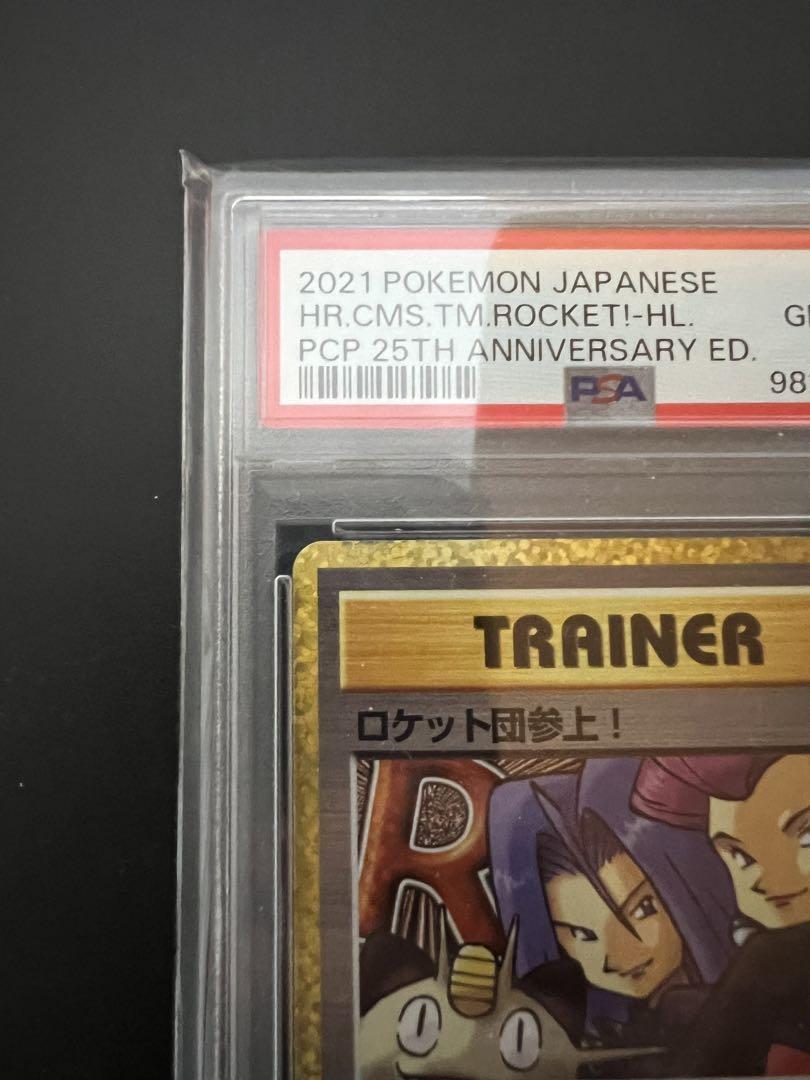 2021 POKEMON JAPANESE
HR.CMS.TM.ROCKET!-HL.
PCP 25TH ANNIVERSARY ED.
PSA
TRAINER
ロケット団参上！
R